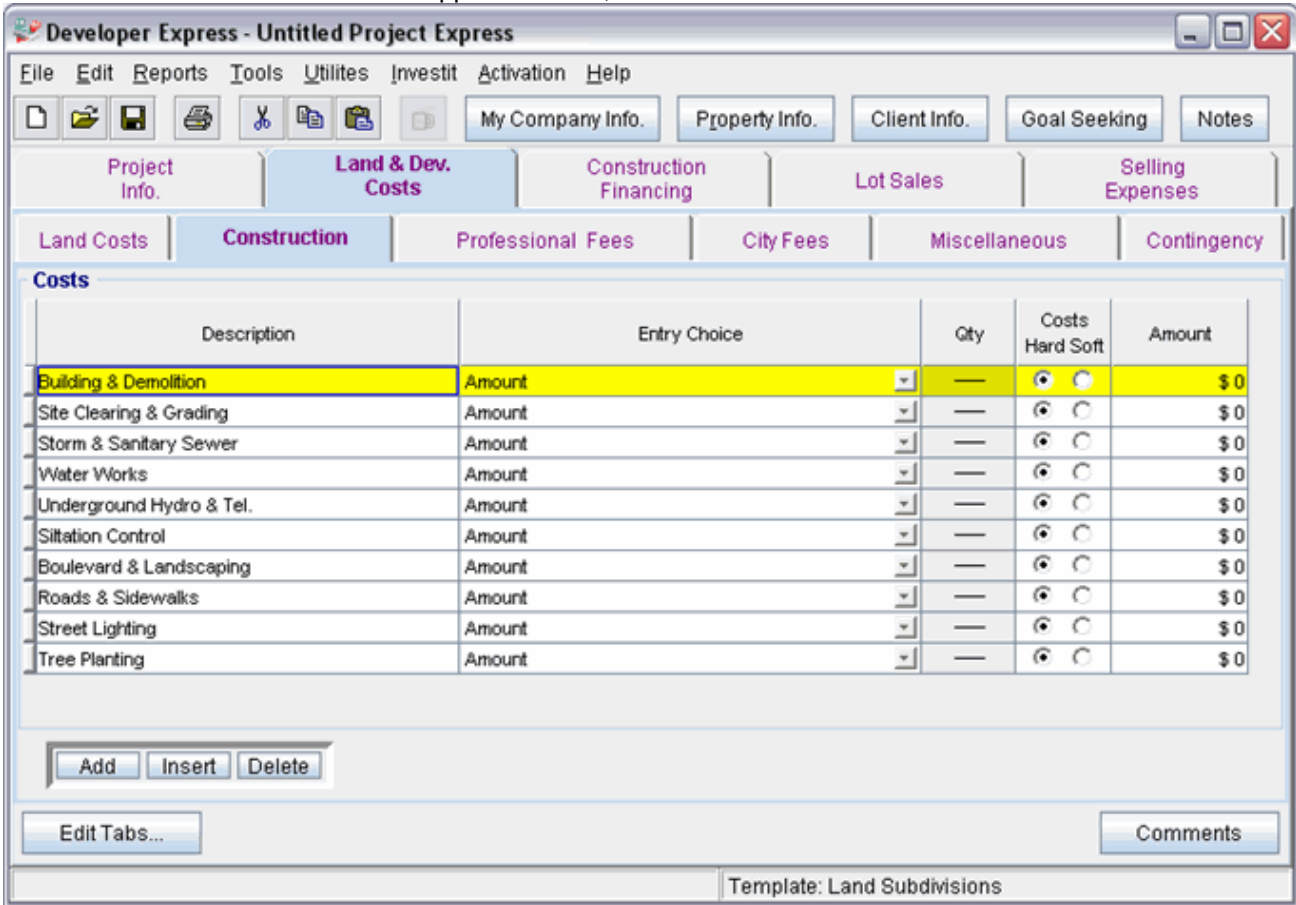 Developer Express - Untitled Project Express
File Edit Reports Tools Utilites Investit Activation Help
My Company Info. Property Info. Client Info. Goal Seeking Notes
Project Info. Land & Dev. Costs Construction Financing Lot Sales Selling Expenses
Land Costs Construction Professional Fees City Fees Miscellaneous Contingency
Costs
Description Entry Choice Qty Costs Hard Soft Amount
Building & Demolition Amount — $ 0
Site Clearing & Grading Amount — $ 0
Storm & Sanitary Sewer Amount — $ 0
Water Works Amount — $ 0
Underground Hydro & Tel. Amount — $ 0
Siltation Control Amount — $ 0
Boulevard & Landscaping Amount — $ 0
Roads & Sidewalks Amount — $ 0
Street Lighting Amount — $ 0
Tree Planting Amount — $ 0
Add Insert Delete
Edit Tabs... Comments
Template: Land Subdivisions